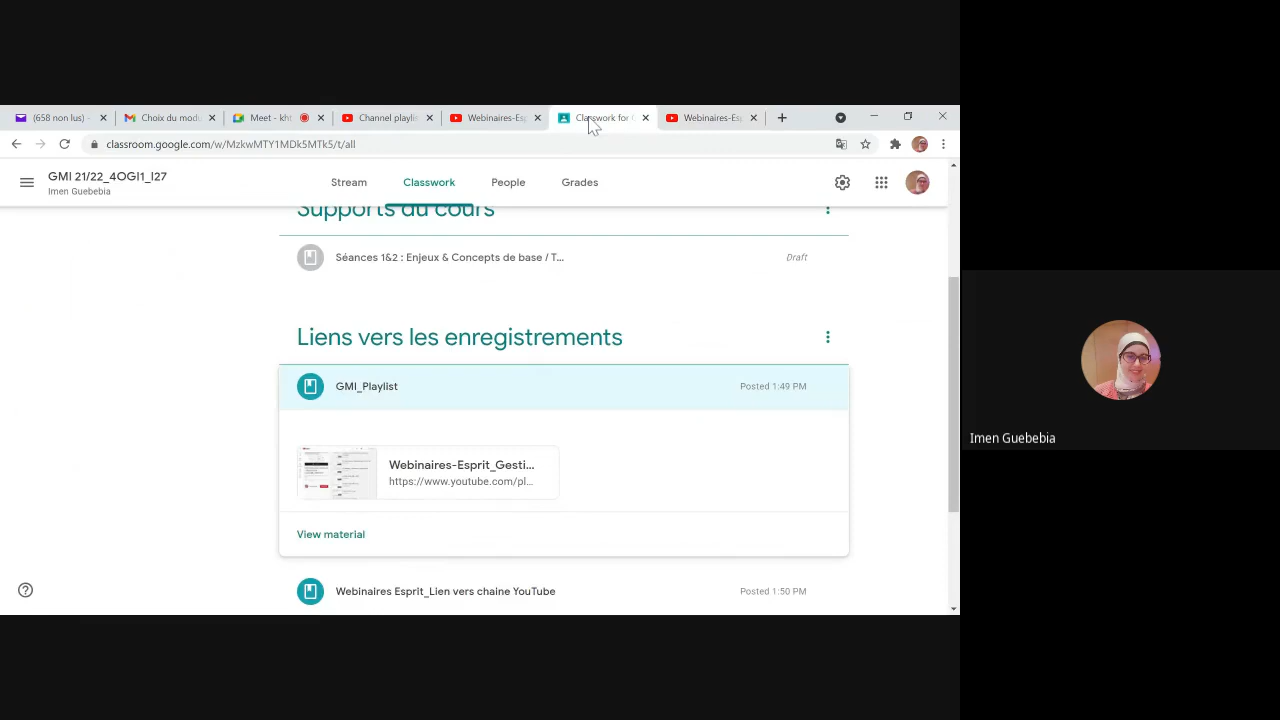 (658 non lus) –
Choix du modu
Meet - kht
Channel playli
Webinaires-Esp
Classwork for
Webinaires-Esp
classroom.google.com/w/MzkwMTY1MDk5MTk5/t/all
GMI 21/22_4OGI1_I27
Imen Guebebia
Stream
Classwork
People
Grades
Supports du cours
Séances 1&2 : Enjeux & Concepts de base / T...
Draft
Liens vers les enregistrements
GMI_Playlist
Posted 1:49 PM
Webinaires-Esprit_Gesti...
https://www.youtube.com/pl...
View material
Webinaires Esprit_Lien vers chaine YouTube
Posted 1:50 PM
Imen Guebebia